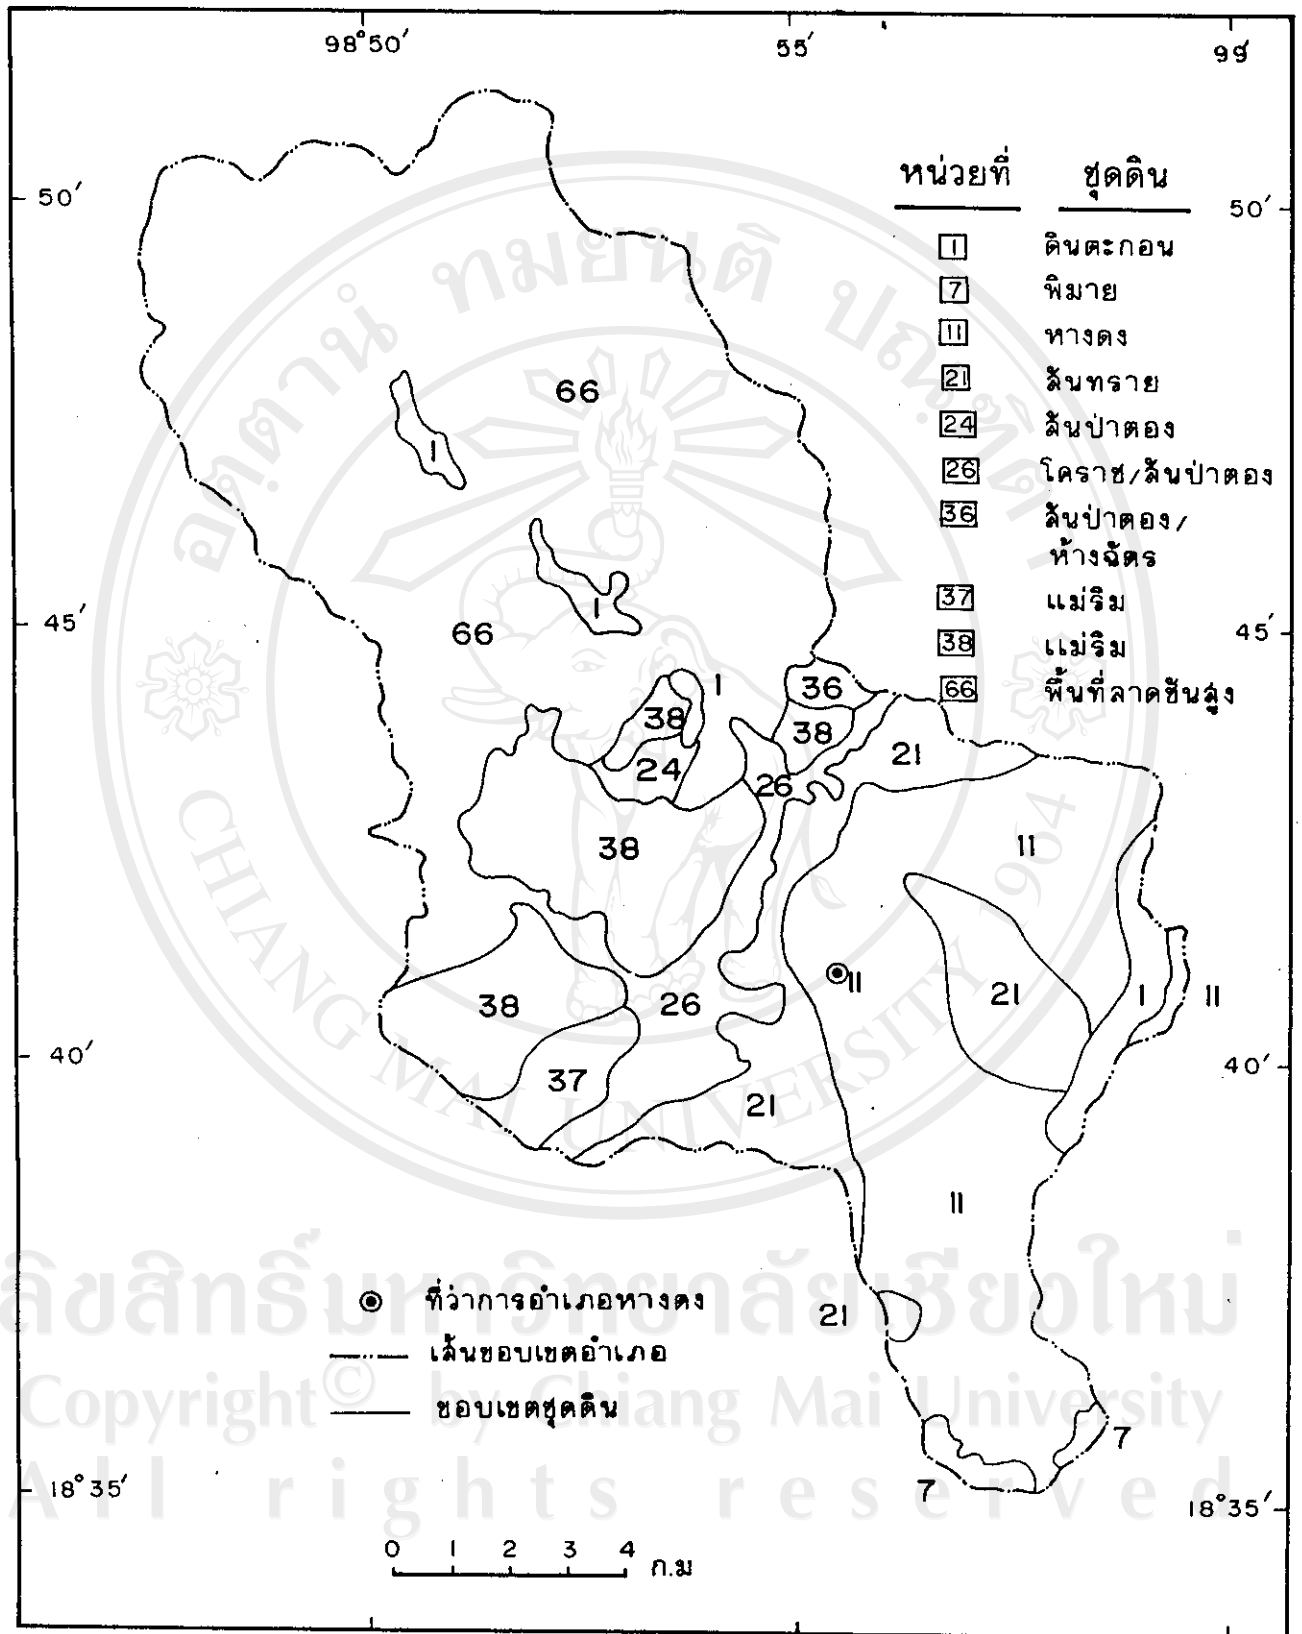 98°50′ 55′ 99
50′ 50′
หน่วยที่ ชุดดิน
1 ดินตะกอน
7 พิมาย
11 หางดง
21 สันทราย
24 สันป่าตอง
26 โคราช/สันป่าตอง
36 สันป่าตอง/
ห้างฉัตร
37 แม่ริม
38 แม่ริม
66 พื้นที่ลาดชันสูง
66
1
1
45′ 66 45′
1 36
38 38 21
24 26
38 11
38 26 11 21 1 11
40′ 40′
37 21
11
21
7
7
ที่ว่าการอำเภอหางดง
เส้นขอบเขตอำเภอ
ขอบเขตชุดดิน
18°35′ 18°35′
0 1 2 3 4 ก.ม
CHIANG MAI UNIVERSITY 1964
ลิขสิทธิ์มหาวิทยาลัยเชียงใหม่
Copyright© by Chiang Mai University
All rights reserved